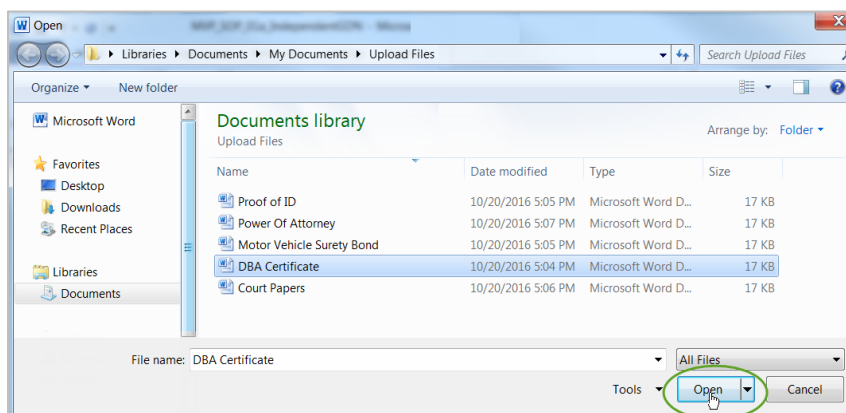 Open
Libraries ▸ Documents ▸ My Documents ▸ Upload Files
Search Upload Files
Organize
New folder
Microsoft Word
Favorites
Desktop
Downloads
Recent Places
Libraries
Documents
Documents library
Upload Files
Arrange by: Folder
Name Date modified Type Size
Proof of ID 10/20/2016 5:05 PM Microsoft Word D... 17 KB
Power Of Attorney 10/20/2016 5:07 PM Microsoft Word D... 17 KB
Motor Vehicle Surety Bond 10/20/2016 5:05 PM Microsoft Word D... 17 KB
DBA Certificate 10/20/2016 5:04 PM Microsoft Word D... 17 KB
Court Papers 10/20/2016 5:06 PM Microsoft Word D... 17 KB
File name: DBA Certificate
All Files
Tools Open Cancel